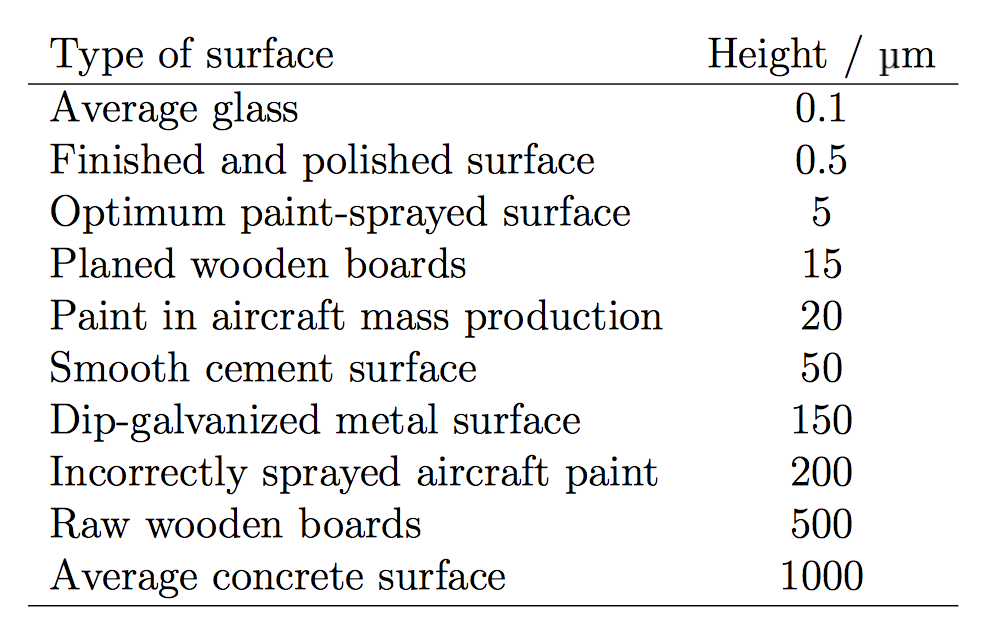 Type of surface Height / µm
Average glass 0.1
Finished and polished surface 0.5
Optimum paint-sprayed surface 5
Planed wooden boards 15
Paint in aircraft mass production 20
Smooth cement surface 50
Dip-galvanized metal surface 150
Incorrectly sprayed aircraft paint 200
Raw wooden boards 500
Average concrete surface 1000